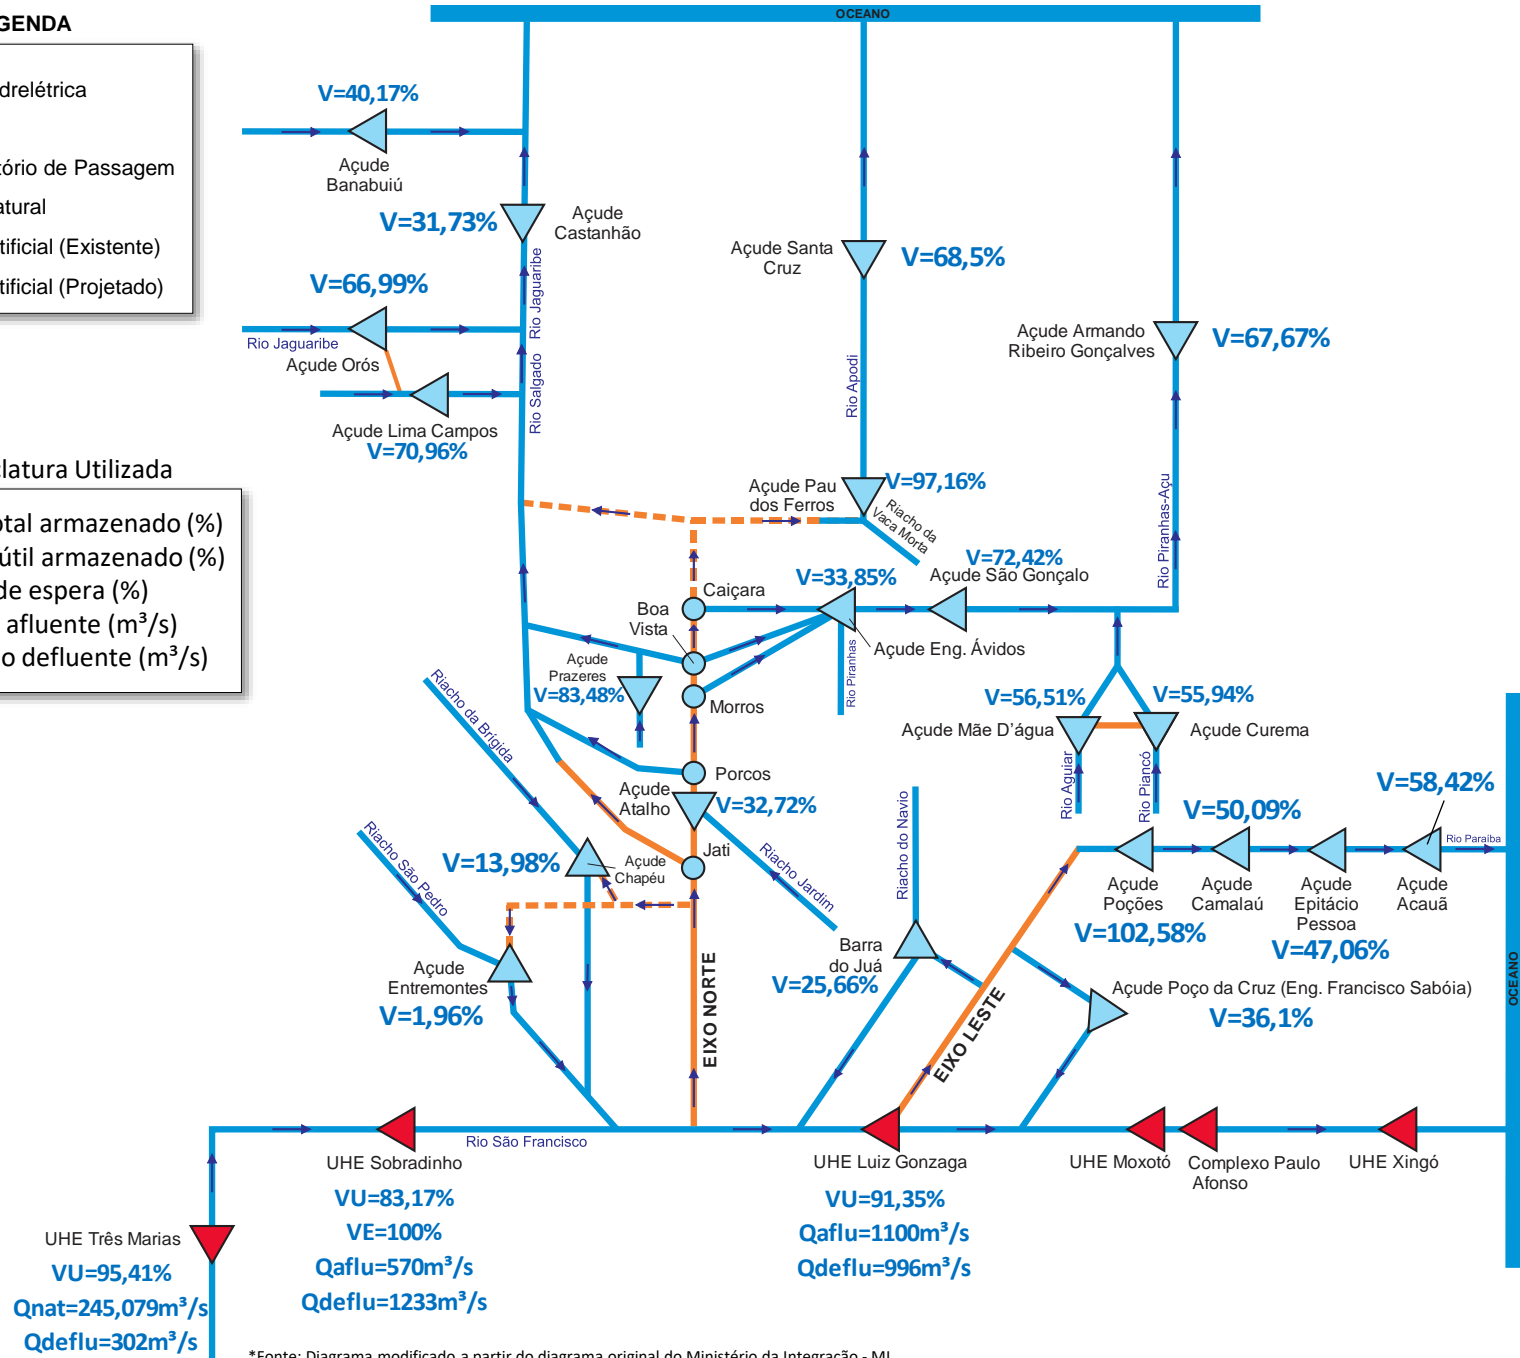 OCEANO
GENDA
drelétrica
tório de Passagem
atural
tificial (Existente)
tificial (Projetado)
V=40,17%
Açude
Banabuiú
V=31,73%
Açude
Castanhão
Rio Jaguaribe
V=66,99%
Rio Jaguaribe
Açude Orós
Rio Salgado
Açude Lima Campos
V=70,96%
Açude Santa
Cruz
V=68,5%
Rio Apodi
Açude Armando
Ribeiro Gonçalves
V=67,67%
Rio Piranhas-Açu
clatura Utilizada
otal armazenado (%)
útil armazenado (%)
de espera (%)
afluente (m³/s)
o defluente (m³/s)
Açude Pau
dos Ferros
V=97,16%
Riacho da
Vaca Morta
V=72,42%
Açude São Gonçalo
V=33,85%
Caiçara
Boa
Vista
Açude Eng. Ávidos
Rio Piranhas
Açude
Prazeres
V=83,48%
Morros
Riacho da Brígida
Porcos
Açude
Atalho
V=32,72%
Jati
Riacho Jardim
V=56,51%
Açude Mãe D'água
V=55,94%
Açude Curema
Rio Aguiar
Rio Piancó
V=58,42%
V=50,09%
Rio Paraíba
Açude
Poções
V=102,58%
Açude
Camalaú
Açude
Epitácio
Pessoa
V=47,06%
Açude
Acauã
V=13,98%
Açude
Chapéu
Riacho São Pedro
Açude
Entremontes
V=1,96%
Riacho do Navio
Barra
do Juá
V=25,66%
EIXO NORTE
EIXO LESTE
Açude Poço da Cruz (Eng. Francisco Sabóia)
V=36,1%
OCEANO
Rio São Francisco
UHE Sobradinho
VU=83,17%
VE=100%
Qaflu=570m³/s
Qdeflu=1233m³/s
UHE Luiz Gonzaga
VU=91,35%
Qaflu=1100m³/s
Qdeflu=996m³/s
UHE Moxotó
Complexo Paulo
Afonso
UHE Xingó
UHE Três Marias
VU=95,41%
Qnat=245,079m³/s
Qdeflu=302m³/s
*Fonte: Diagrama modificado a partir do diagrama original do Ministério da Integração - MI